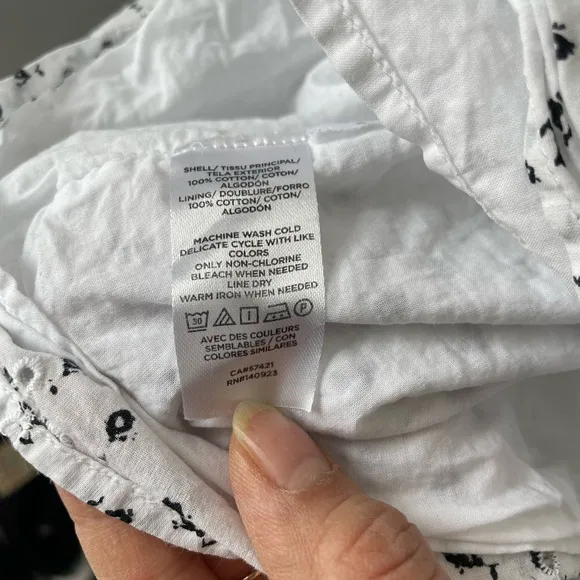 SHELL/ TISSU PRINCIPAL/
TELA EXTERIOR
100% COTTON/ COTON/
ALGODÓN
LINING/ DOUBLURE/FORRO
100% COTTON/ COTON/
ALGODÓN
MACHINE WASH COLD
DELICATE CYCLE WITH LIKE
COLORS
ONLY NON-CHLORINE
BLEACH WHEN NEEDED
LINE DRY
WARM IRON WHEN NEEDED
30 P
AVEC DES COULEURS
SEMBLABLES / CON
COLORES SIMILARES
CA#57421
RN#140923